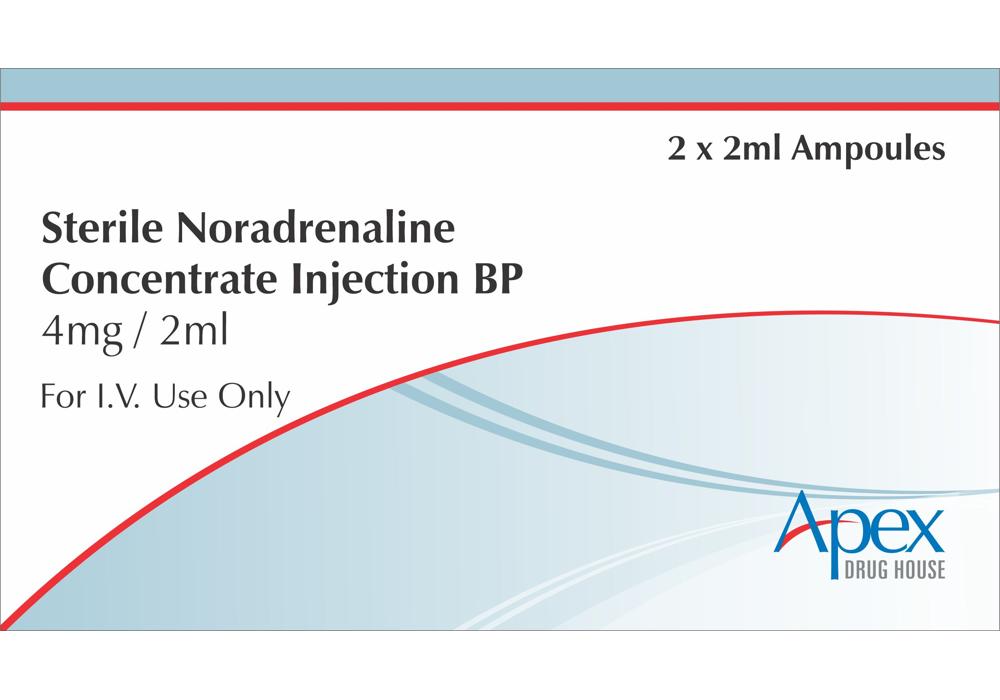 2 x 2ml Ampoules
Sterile Noradrenaline
Concentrate Injection BP
4mg / 2ml
For I.V. Use Only
Apex
DRUG HOUSE